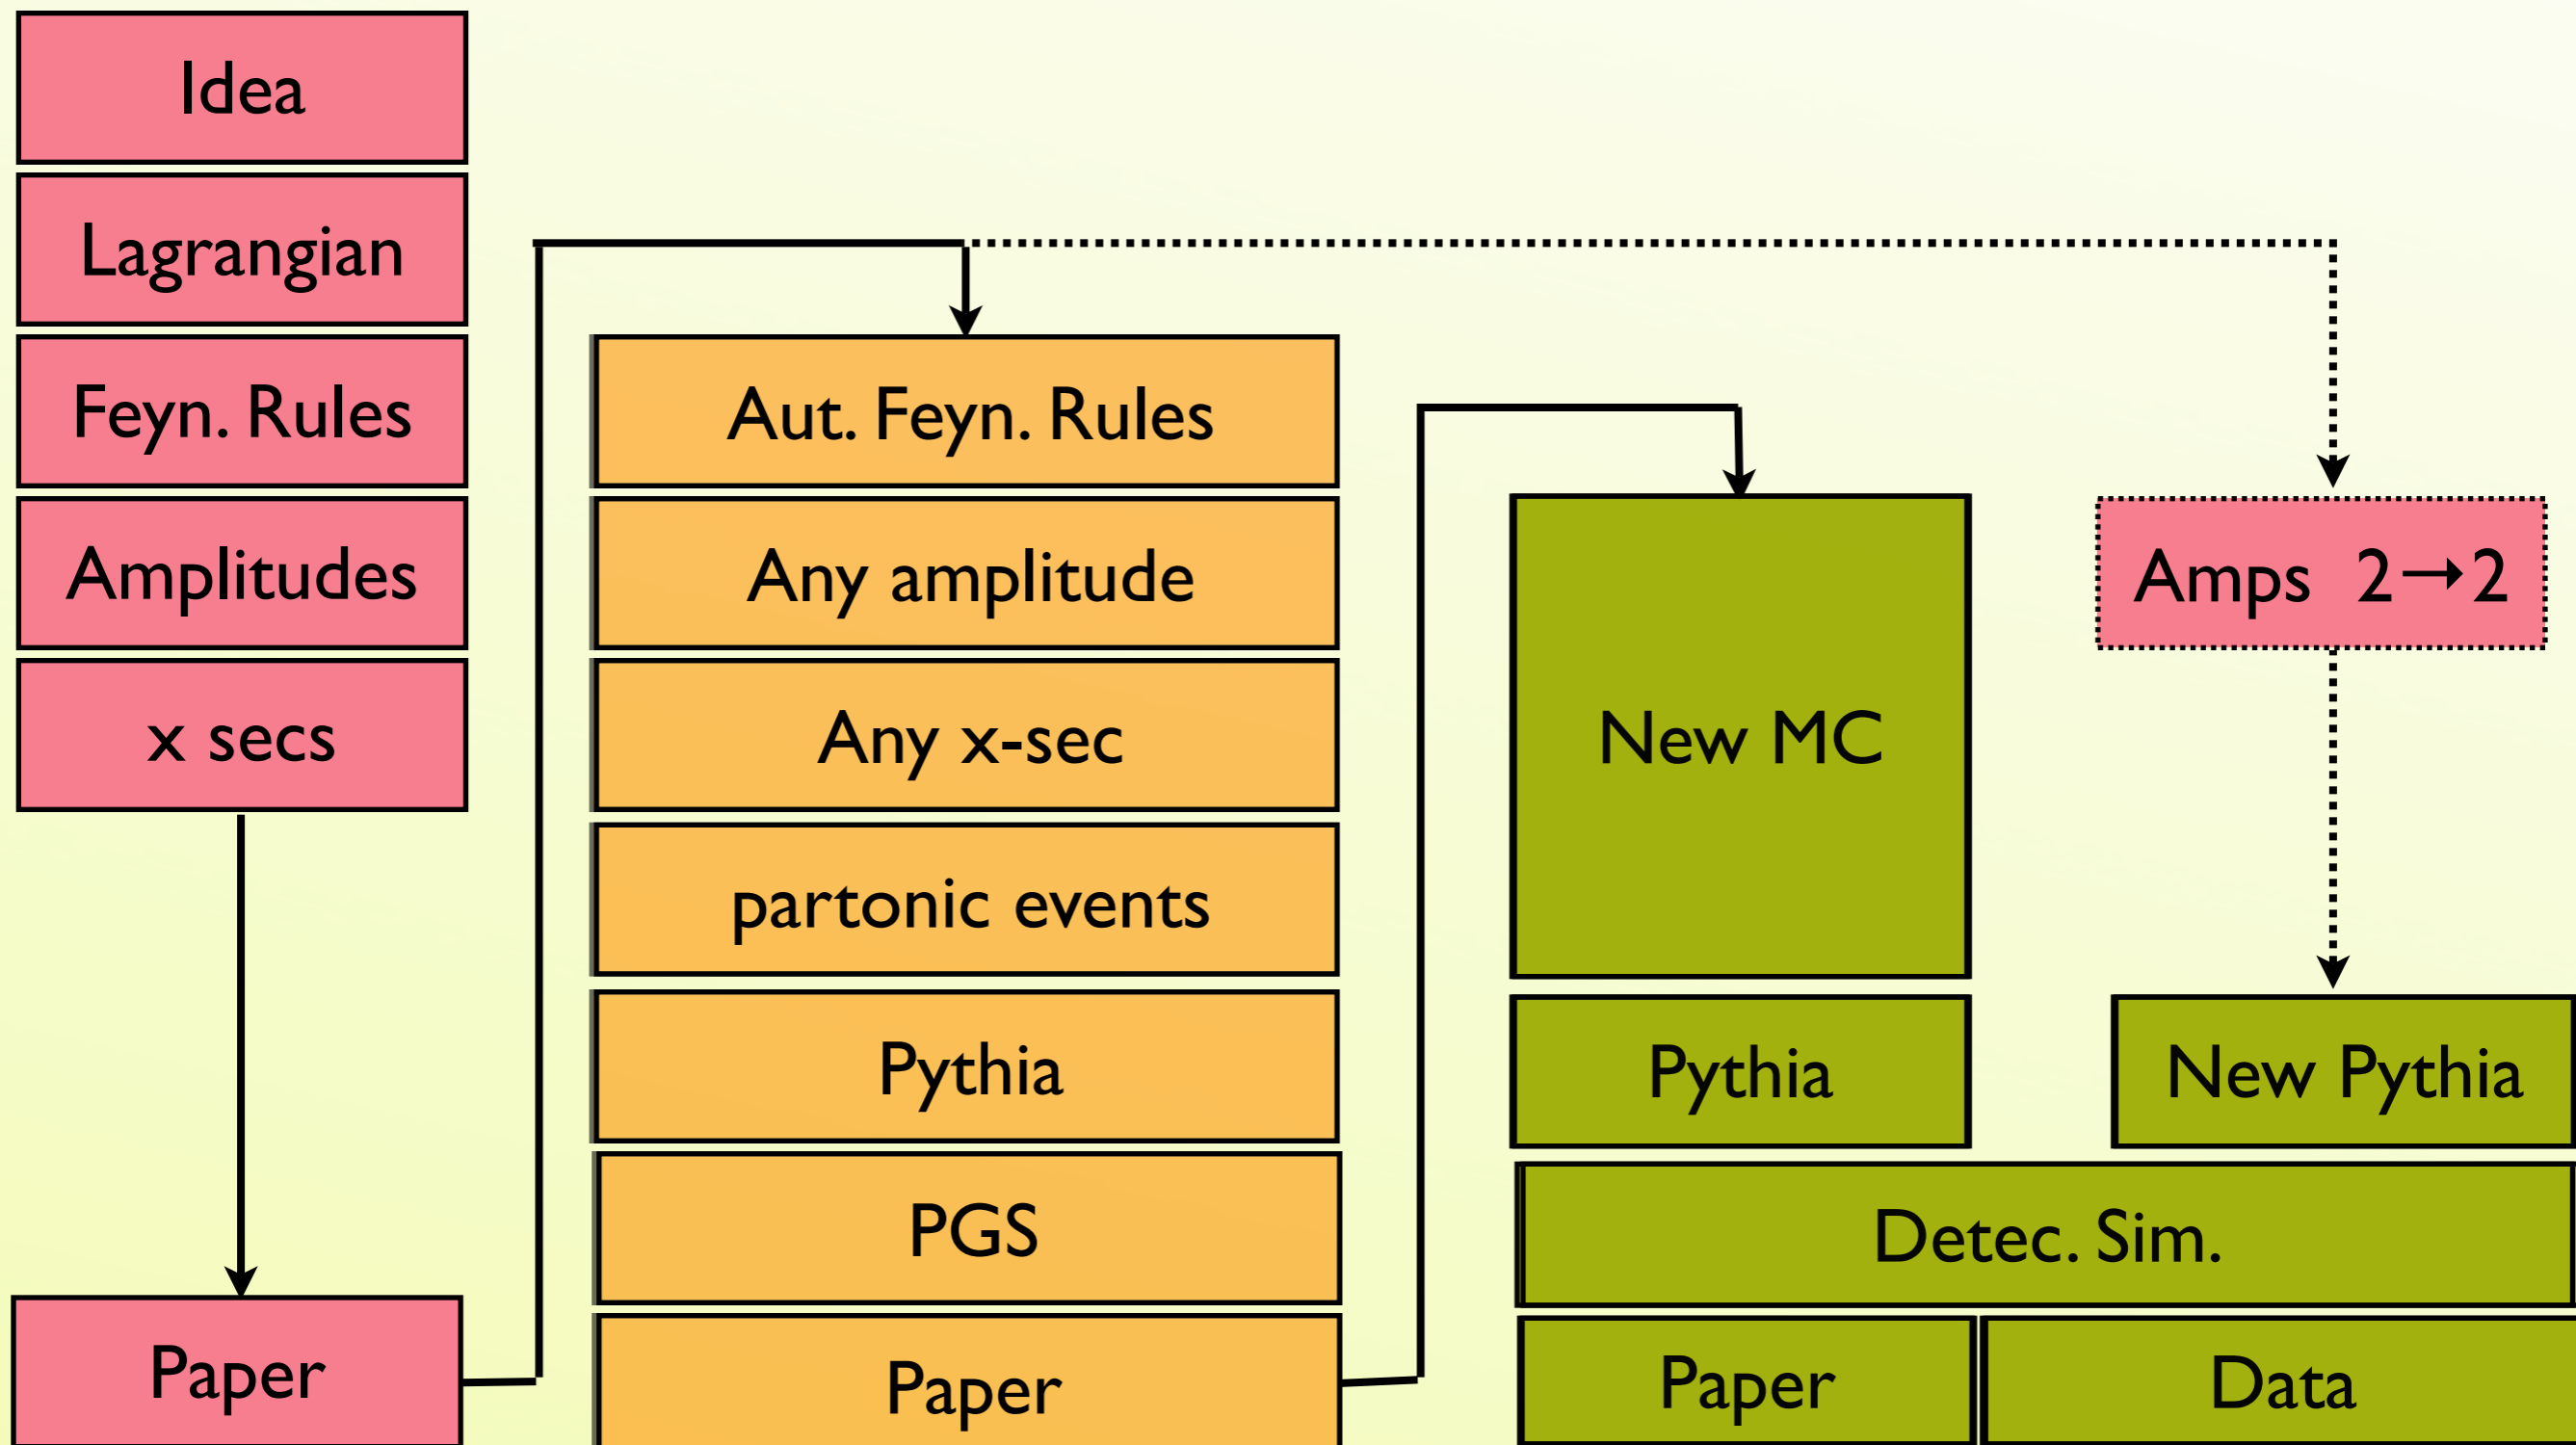 Idea
Lagrangian
Feyn. Rules
Amplitudes
x secs
Paper
Aut. Feyn. Rules
Any amplitude
Any x-sec
partonic events
Pythia
PGS
Paper
New MC
Pythia
Amps 2→2
New Pythia
Detec. Sim.
Paper
Data